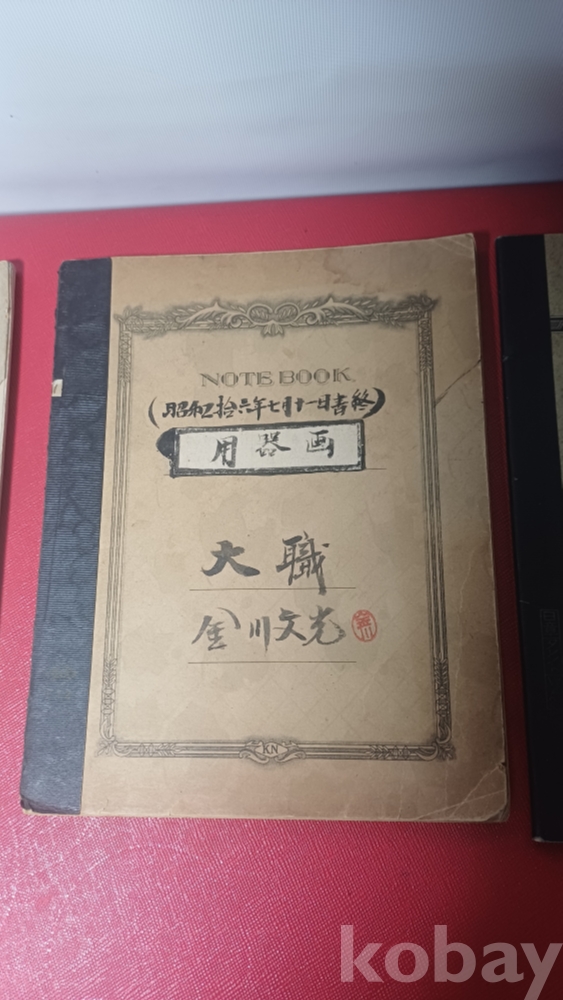 NOTE BOOK
(昭和拾六年七月十一日書終)
用器画
大職
金川文光
金川
KN
kobay